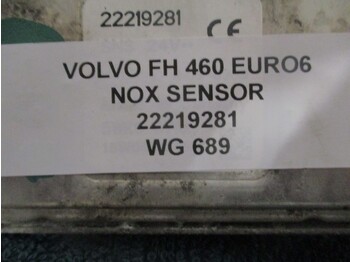 22219281
CE
VOLVO FH 460 EURO6
NOX SENSOR
22219281
WG 689